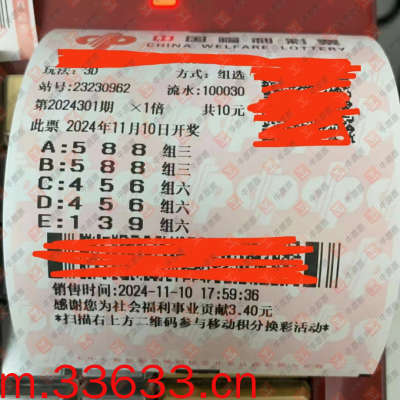 中国福利彩票
CHINA WELFARE LOTTERY
玩法:3D 方式:组选
站号:23230962 流水:100030
第2024301期 ×1倍 共10元
此票 2024年11月10日开奖
A:5 8 8 组三
B:5 8 8 组三
C:4 5 6 组六
D:4 5 6 组六
E:1 3 9 组六
销售时间:2024-11-10 17:59:36
感谢您为社会福利事业贡献3.40元
*扫描右上方二维码参与移动积分换彩活动*
m.33633.cn